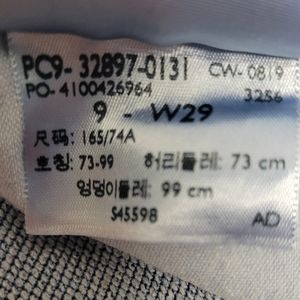 PC9-32897-0131 CW-0819
PO-4100426964 3256
9 - W29
尺码: 165/74A
호칭: 73-99 허리둘레: 73 cm
엉덩이둘레: 99 cm
S45598 AD